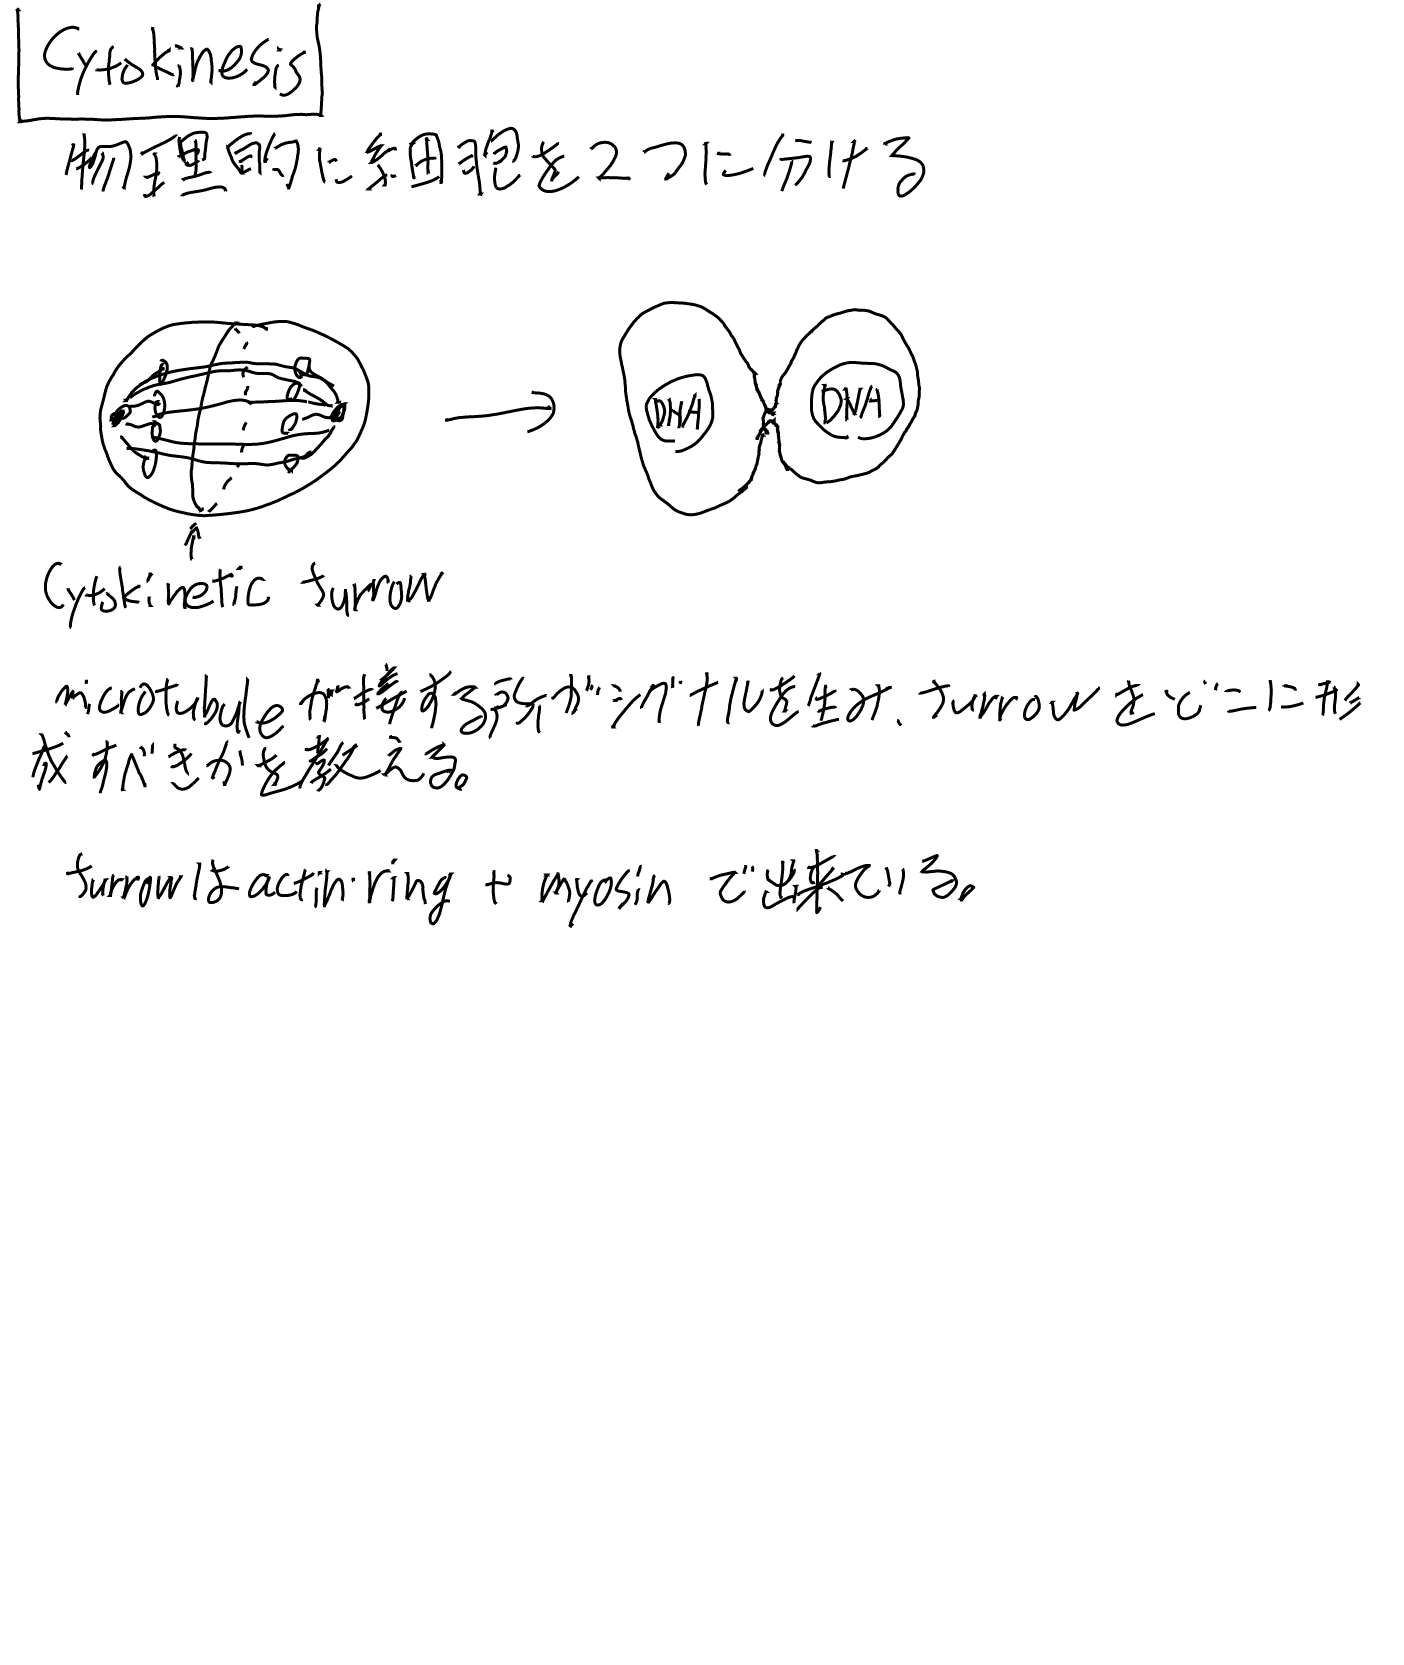 Cytokinesis
物理的に細胞を2つに分ける
DNA DNA
Cytokinetic furrow
microtubuleが接する所がシグナルを生み、furrowをどこに形
成すべきかを教える。
furrowはactin・ring + myosin で出来ている。